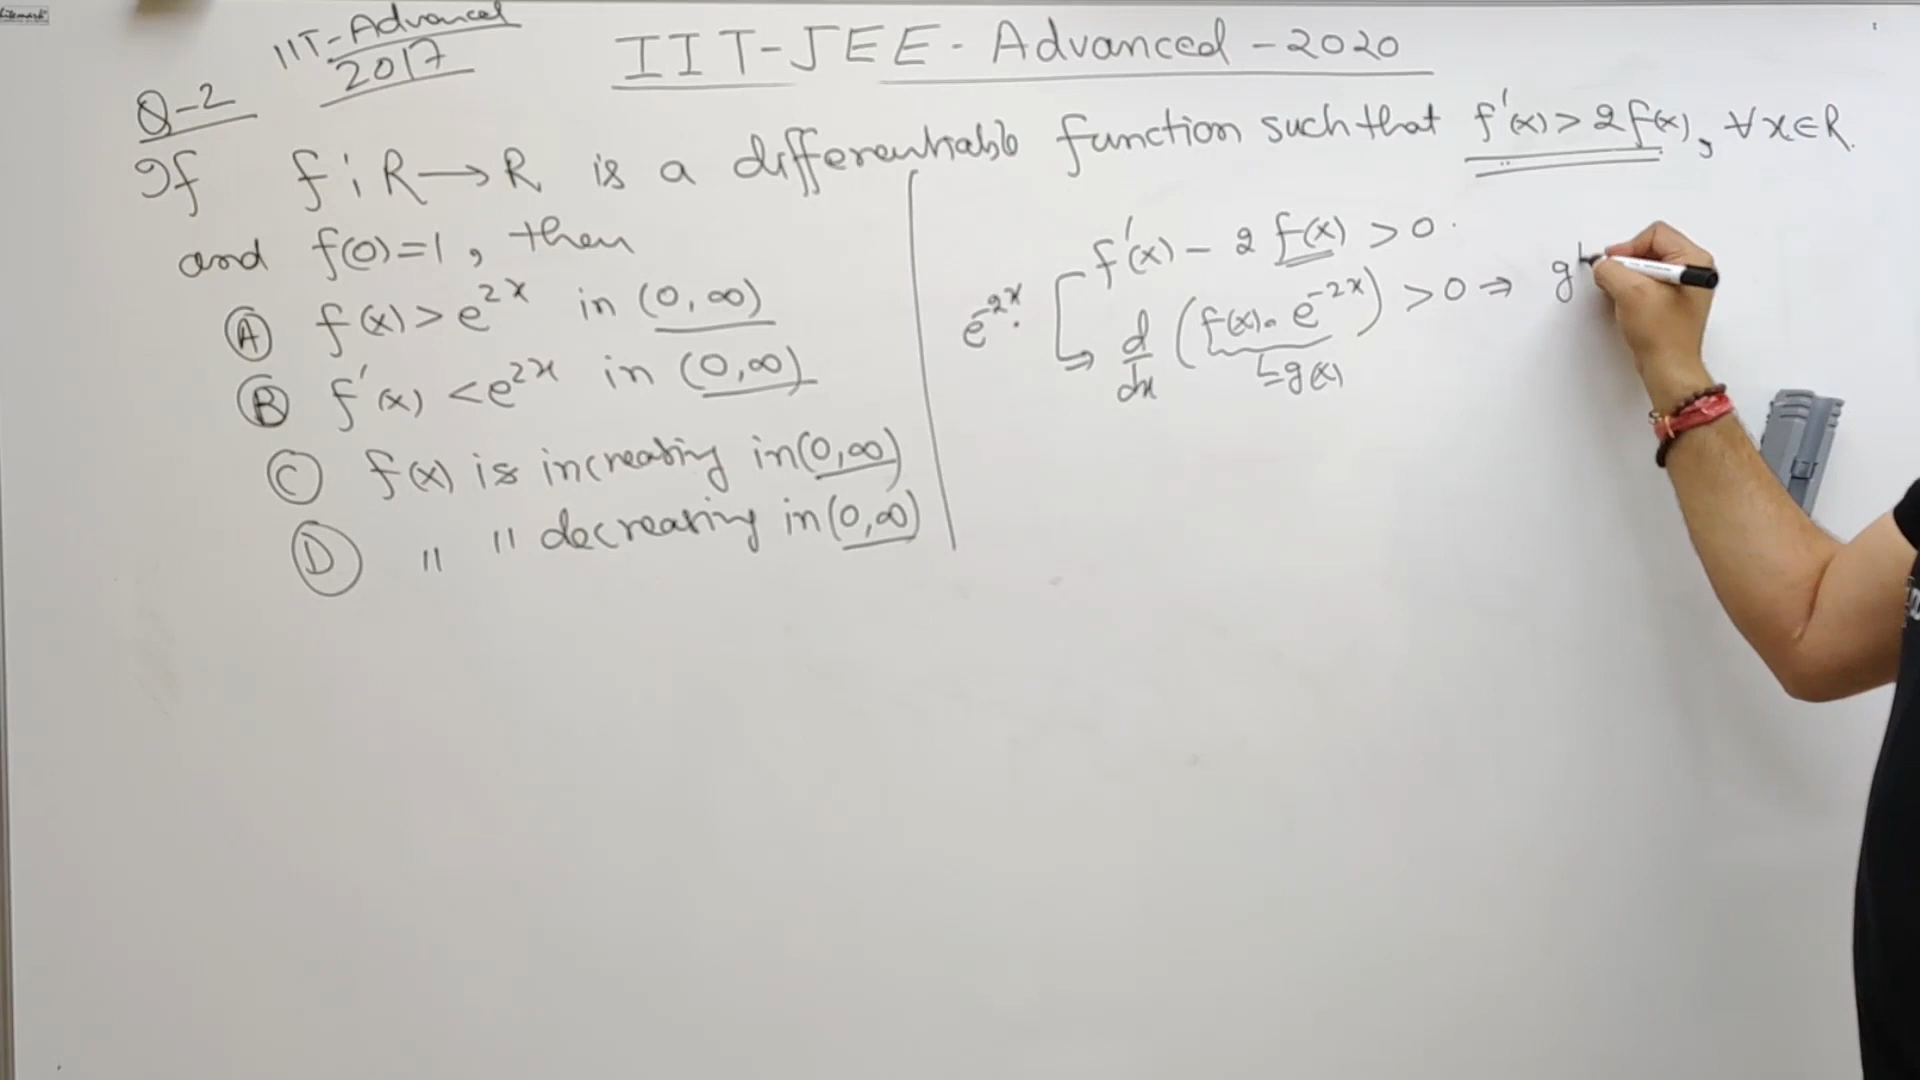 IIT-Advanced
2017
IIT-JEE - Advanced - 2020
Q-2
If f: R→R is a differentiable function such that f'(x) > 2f(x), ∀x∈R.
and f(0)=1, then
(A) f(x) > e^{2x} in (0,∞)
(B) f'(x) < e^{2x} in (0,∞)
(C) f(x) is increasing in (0,∞)
(D) " " decreasing in (0,∞)
f'(x) - 2 f(x) > 0.
e^{-2x}.
d/dx (f(x). e^{-2x}) > 0 ⇒ g
g(x)